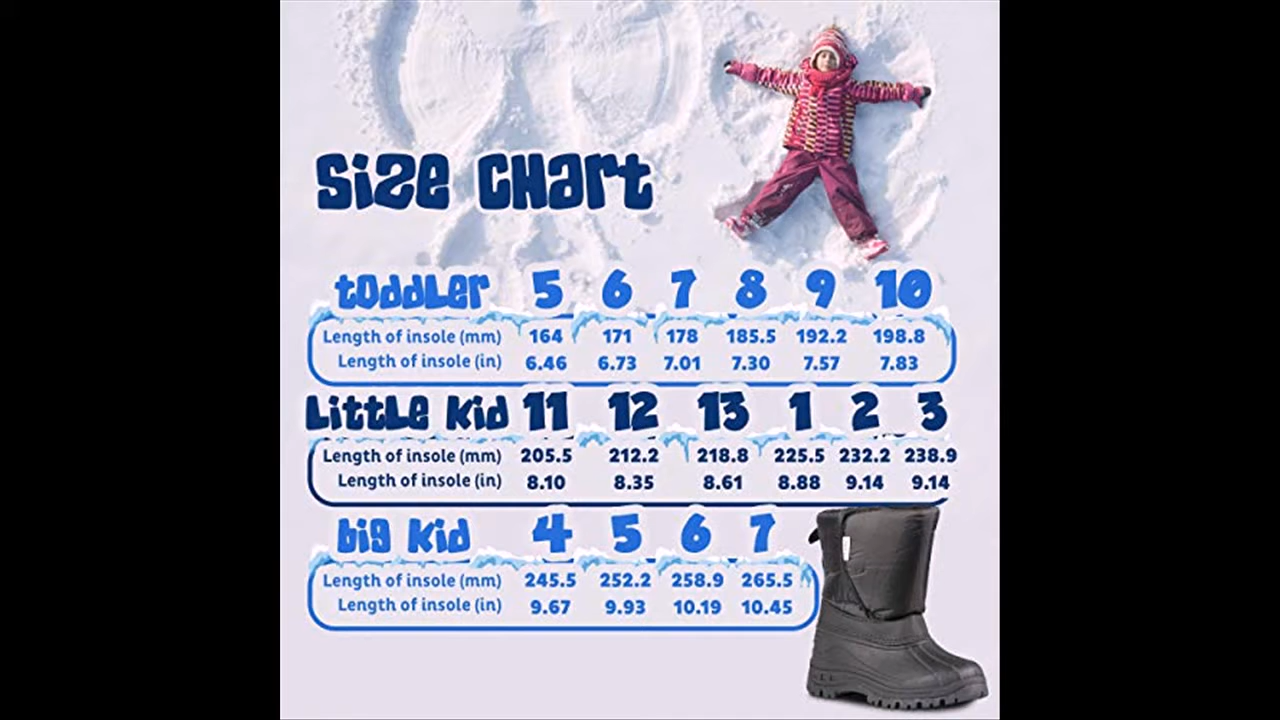 Size Chart
toddler 5 6 7 8 9 10
Length of insole (mm) 164 171 178 185.5 192.2 198.8
Length of insole (in) 6.46 6.73 7.01 7.30 7.57 7.83
Little Kid 11 12 13 1 2 3
Length of insole (mm) 205.5 212.2 218.8 225.5 232.2 238.9
Length of insole (in) 8.10 8.35 8.61 8.88 9.14 9.14
big Kid 4 5 6 7
Length of insole (mm) 245.5 252.2 258.9 265.5
Length of insole (in) 9.67 9.93 10.19 10.45